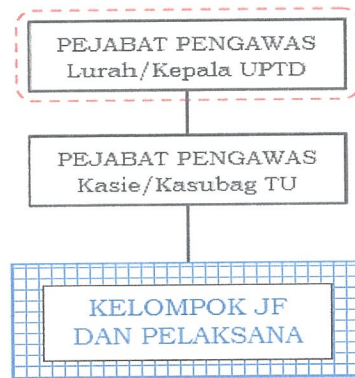 PEJABAT PENGAWAS
Lurah/Kepala UPTD
PEJABAT PENGAWAS
Kasie/Kasubag TU
KELOMPOK JF
DAN PELAKSANA